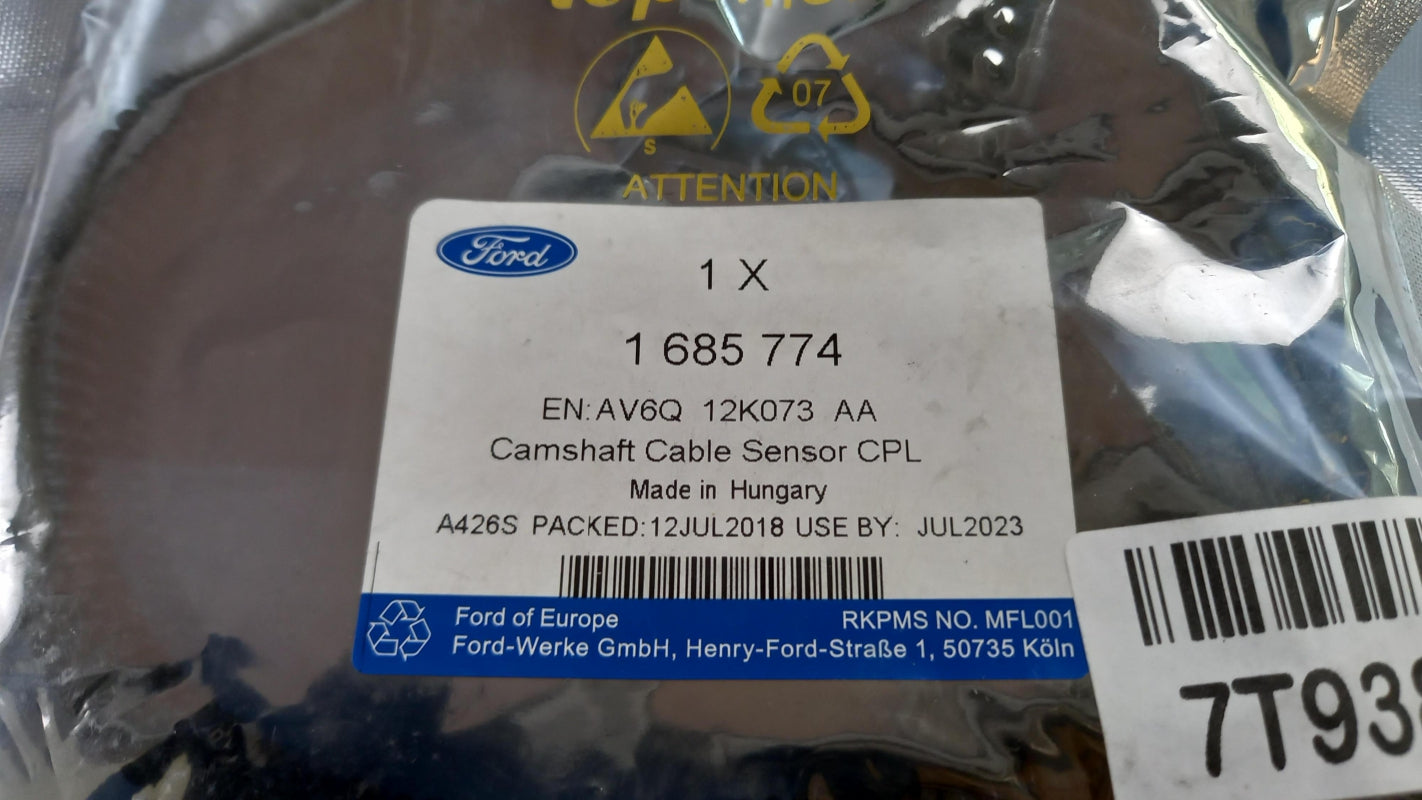 07
S
ATTENTION
Ford
1 X
1 685 774
EN:AV6Q 12K073 AA
Camshaft Cable Sensor CPL
Made in Hungary
A426S PACKED:12JUL2018 USE BY: JUL2023
Ford of Europe
RKPMS NO. MFL001
Ford-Werke GmbH, Henry-Ford-Straße 1, 50735 Köln
7T93